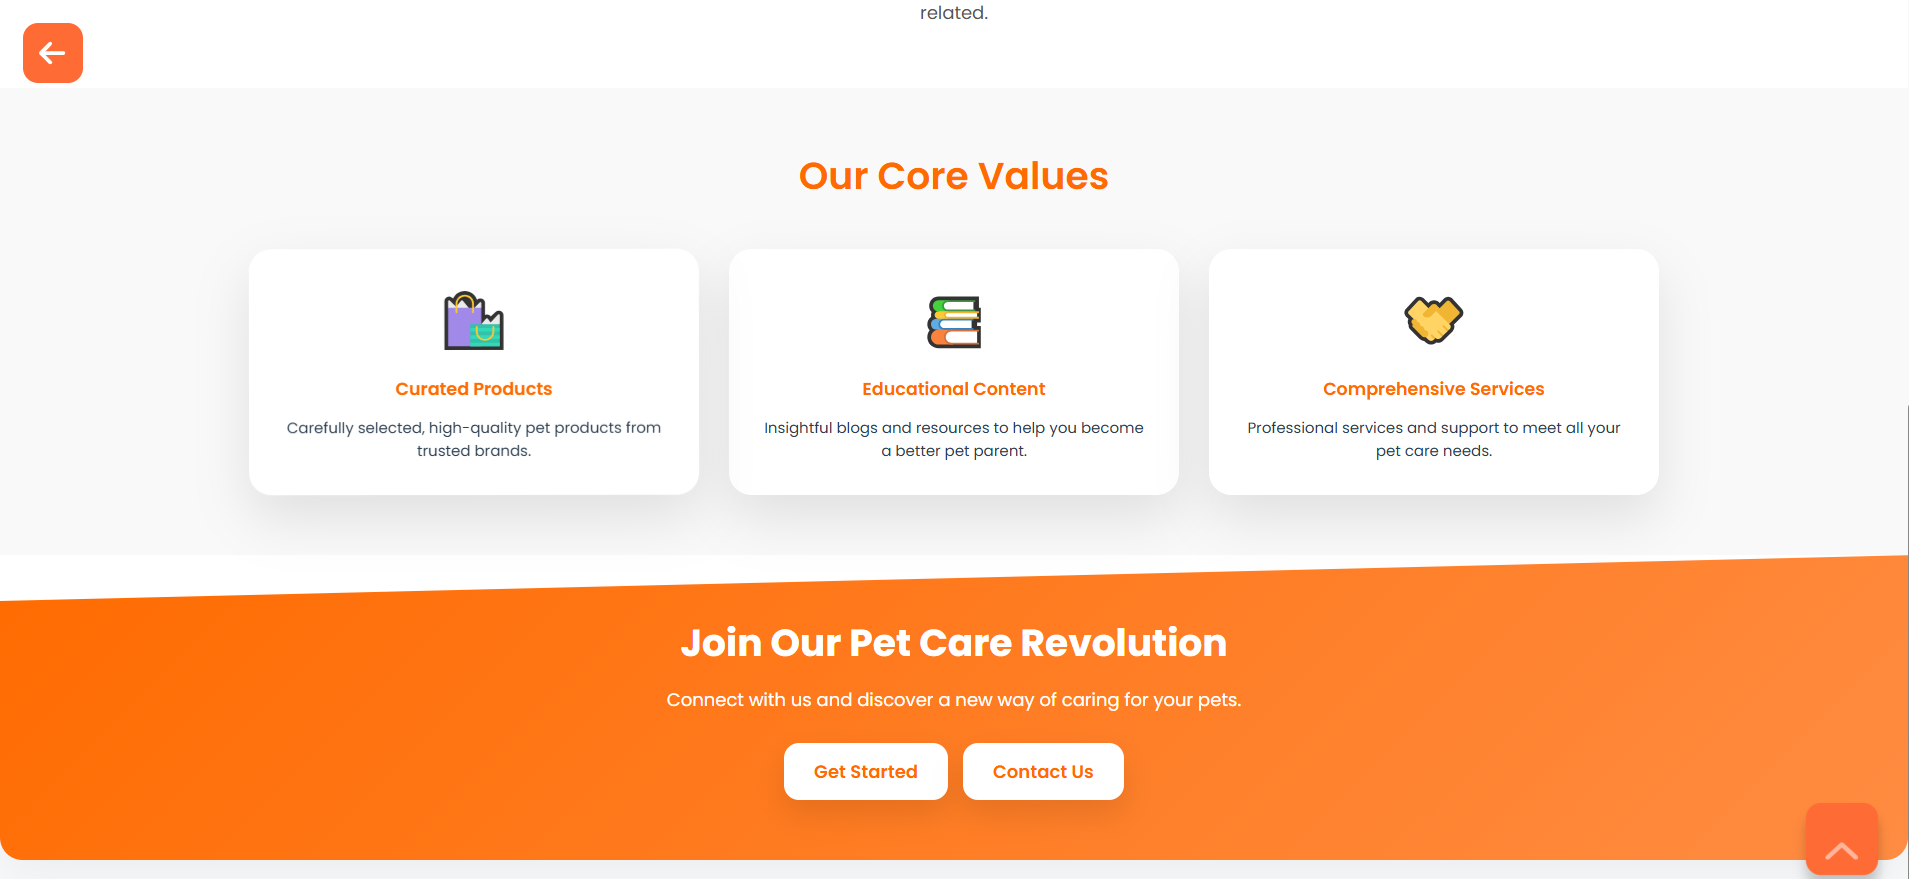 related.
Our Core Values
Curated Products
Carefully selected, high-quality pet products from
trusted brands.
Educational Content
Insightful blogs and resources to help you become
a better pet parent.
Comprehensive Services
Professional services and support to meet all your
pet care needs.
Join Our Pet Care Revolution
Connect with us and discover a new way of caring for your pets.
Get Started
Contact Us